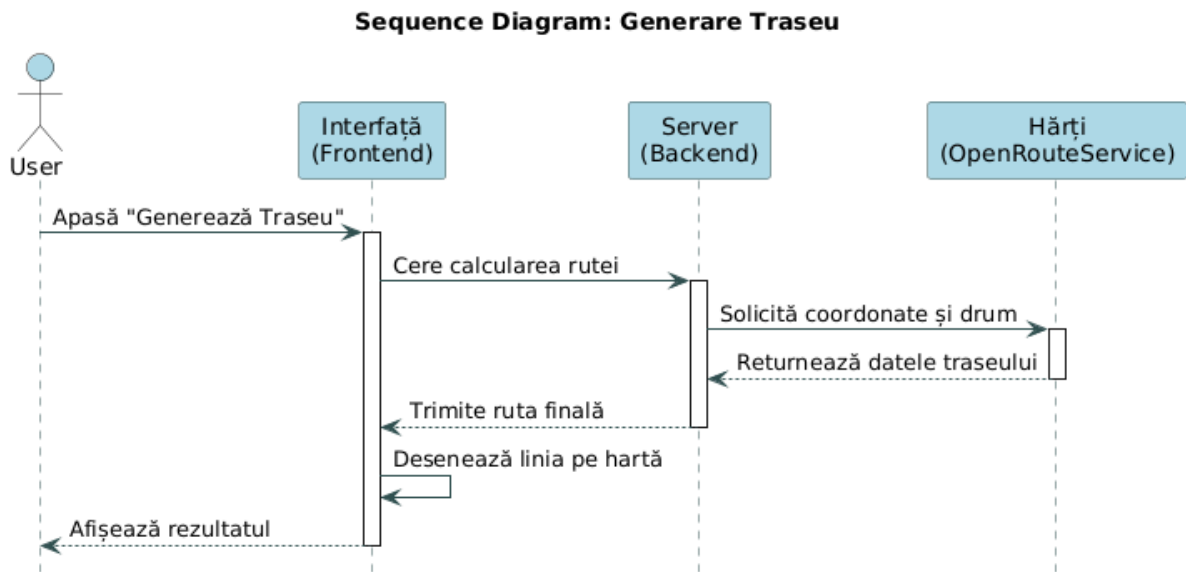 Sequence Diagram: Generare Traseu
User
Interfață
(Frontend)
Server
(Backend)
Hărți
(OpenRouteService)
Apasă "Generează Traseu"
Cere calcularea rutei
Solicită coordonate și drum
Returnează datele traseului
Trimite ruta finală
Desenează linia pe hartă
Afișează rezultatul